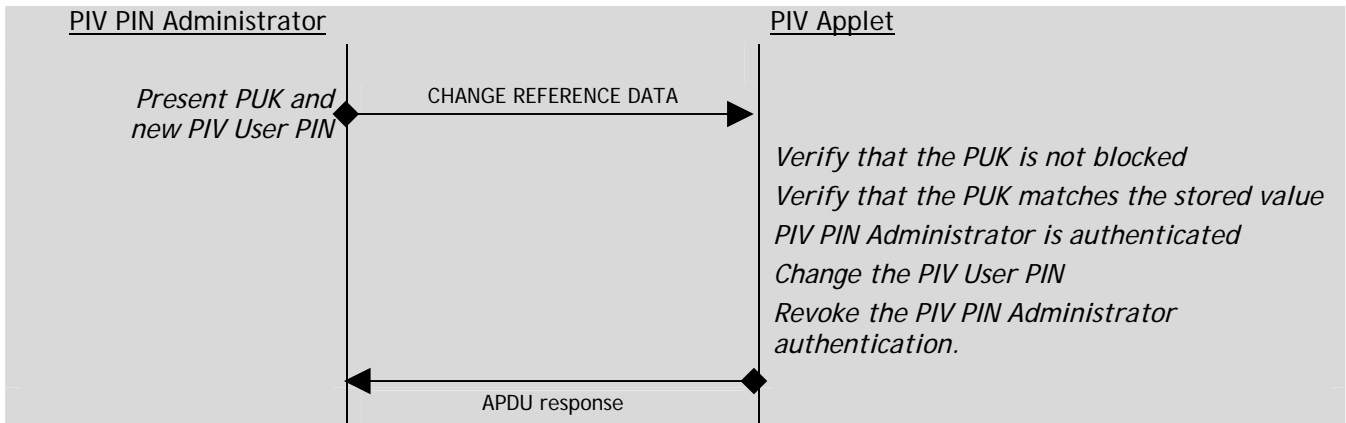 PIV PIN Administrator
PIV Applet
Present PUK and
new PIV User PIN
CHANGE REFERENCE DATA
Verify that the PUK is not blocked
Verify that the PUK matches the stored value
PIV PIN Administrator is authenticated
Change the PIV User PIN
Revoke the PIV PIN Administrator
authentication.
APDU response